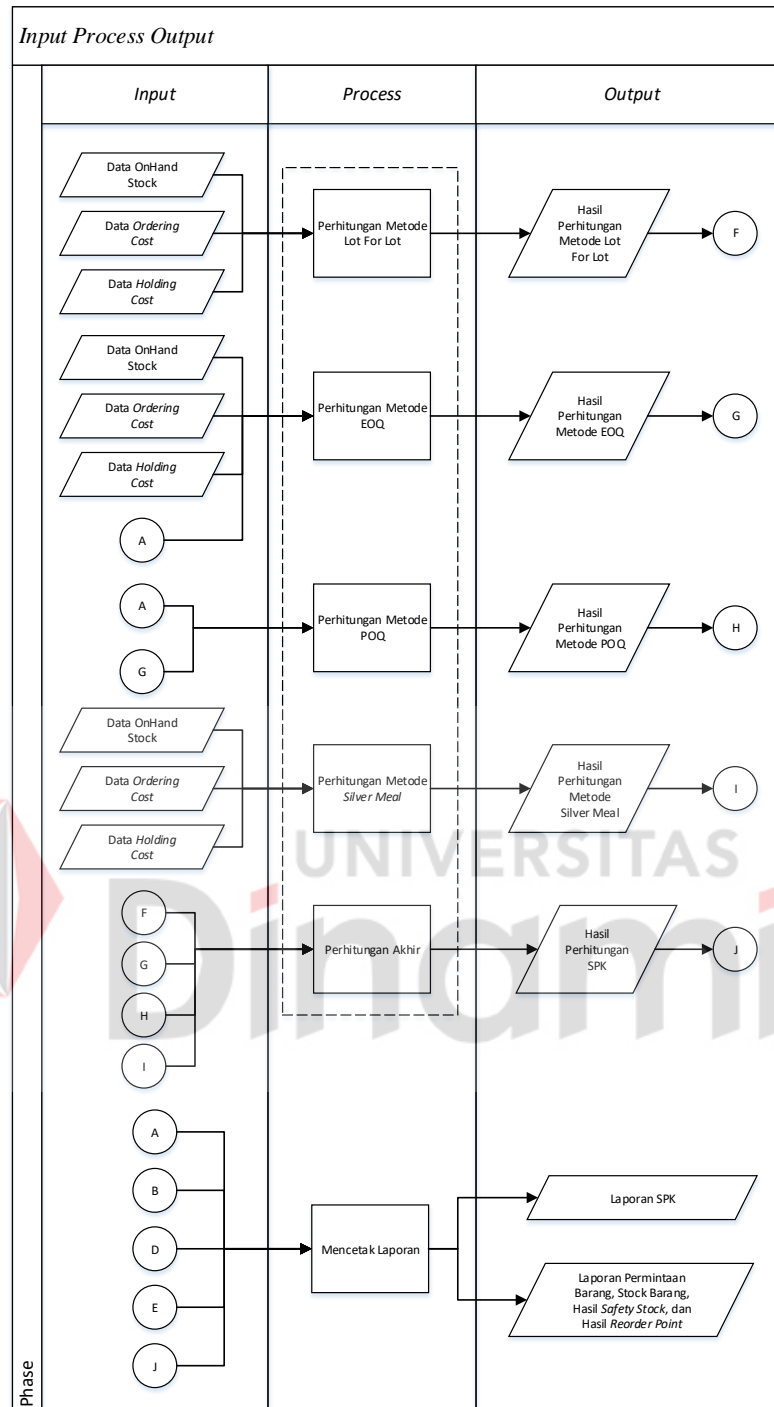 Input Process Output
Input
Process
Output
Data OnHand
Stock
Data Ordering
Cost
Data Holding
Cost
Perhitungan Metode
Lot For Lot
Hasil
Perhitungan
Metode Lot
For Lot
F
Data OnHand
Stock
Data Ordering
Cost
Data Holding
Cost
A
Perhitungan Metode
EOQ
Hasil
Perhitungan
Metode EOQ
G
A
G
Perhitungan Metode
POQ
Hasil
Perhitungan
Metode POQ
H
Data OnHand
Stock
Data Ordering
Cost
Data Holding
Cost
Perhitungan Metode
Silver Meal
Hasil
Perhitungan
Metode
Silver Meal
I
UNIVERSITAS
Dinami
F
G
H
I
Perhitungan Akhir
Hasil
Perhitungan
SPK
J
A
B
D
E
J
Mencetak Laporan
Laporan SPK
Laporan Permintaan
Barang, Stock Barang,
Hasil Safety Stock, dan
Hasil Reorder Point
Phase